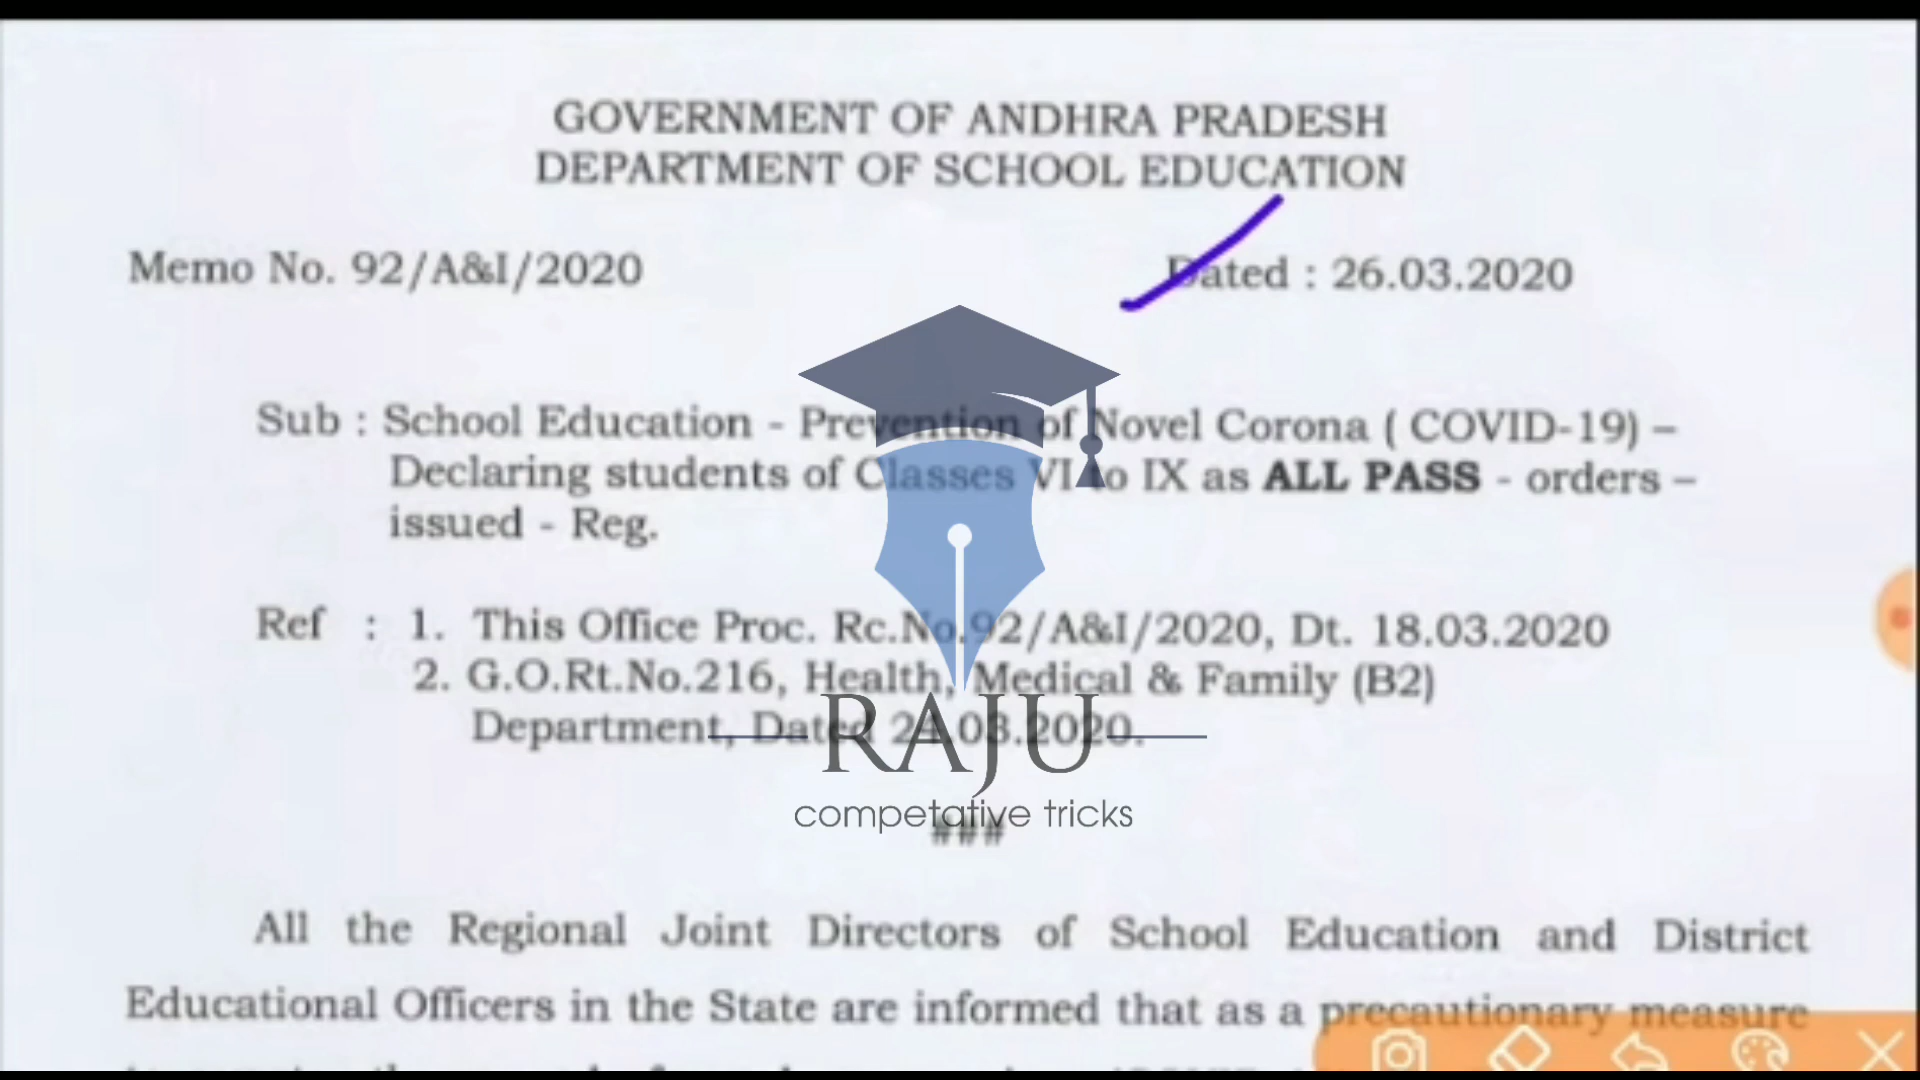 GOVERNMENT OF ANDHRA PRADESH
DEPARTMENT OF SCHOOL EDUCATION
Memo No. 92/A&I/2020 Dated : 26.03.2020
Sub : School Education - Prevention of Novel Corona ( COVID-19) –
Declaring students of Classes VI to IX as ALL PASS - orders –
issued - Reg.
Ref : 1. This Office Proc. Rc.No.92/A&I/2020, Dt. 18.03.2020
2. G.O.Rt.No.216, Health, Medical & Family (B2)
Department, Dated 24.03.2020.
RAJU
competative tricks
###
All the Regional Joint Directors of School Education and District
Educational Officers in the State are informed that as a precautionary measure